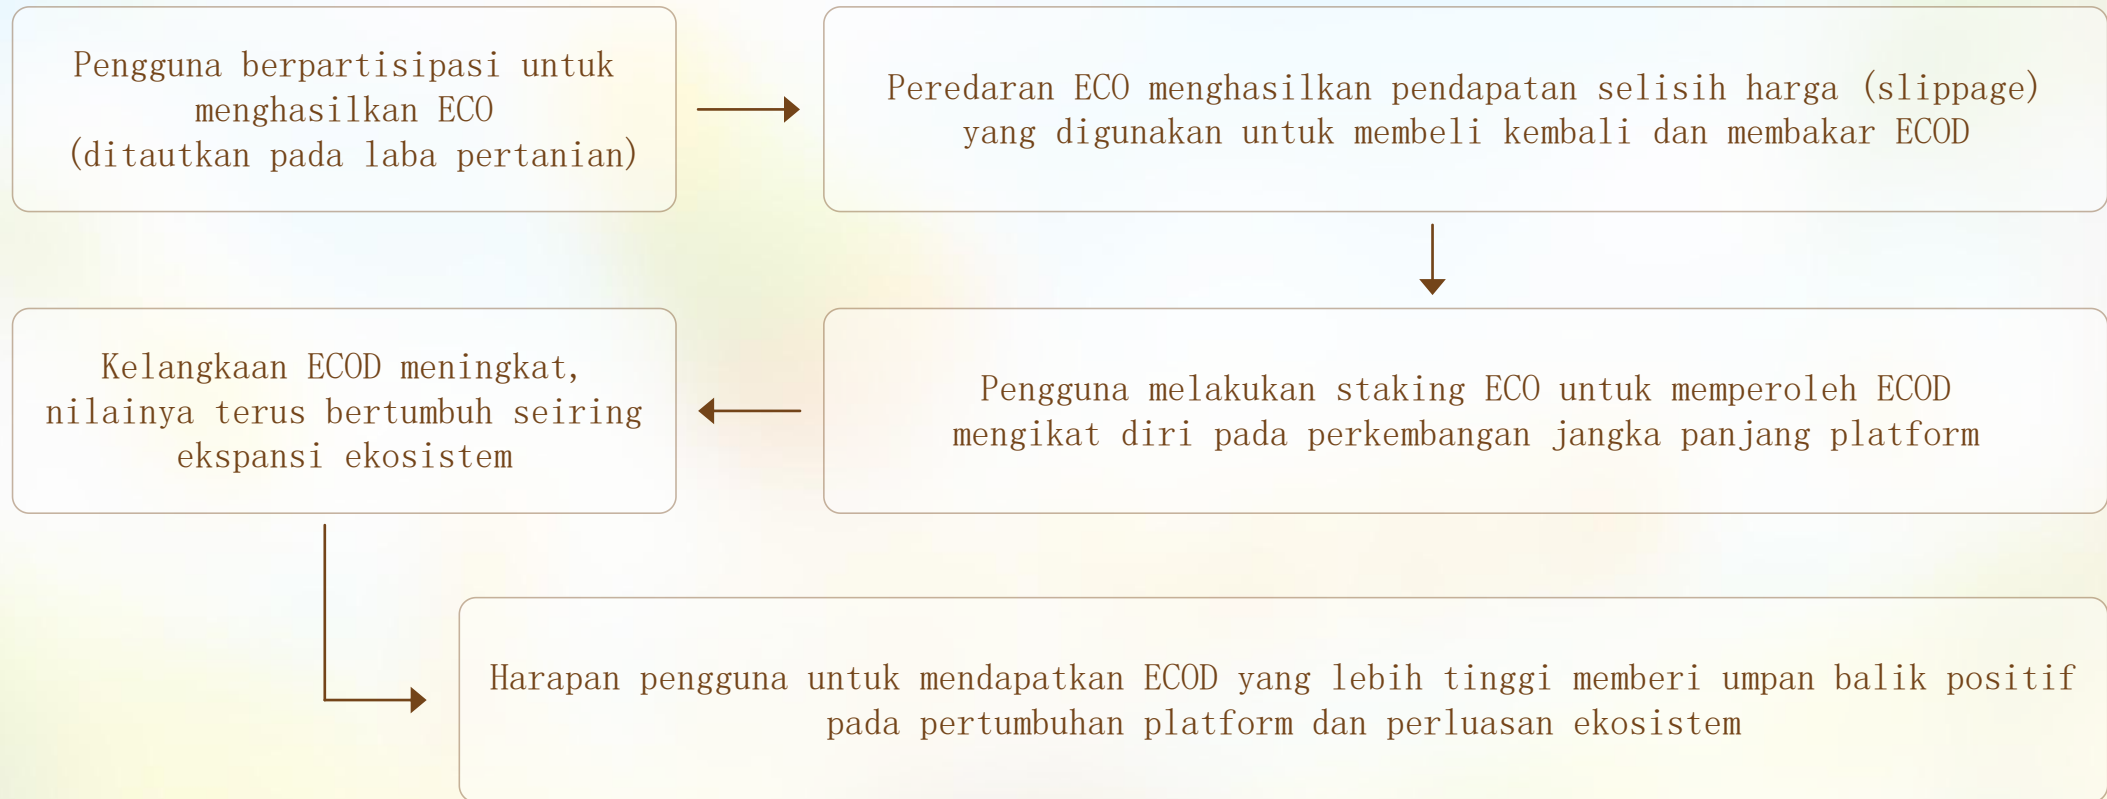 Pengguna berpartisipasi untuk
menghasilkan ECO
(ditautkan pada laba pertanian)
Peredaran ECO menghasilkan pendapatan selisih harga (slippage)
yang digunakan untuk membeli kembali dan membakar ECOD
Pengguna melakukan staking ECO untuk memperoleh ECOD
mengikat diri pada perkembangan jangka panjang platform
Kelangkaan ECOD meningkat,
nilainya terus bertumbuh seiring
ekspansi ekosistem
Harapan pengguna untuk mendapatkan ECOD yang lebih tinggi memberi umpan balik positif
pada pertumbuhan platform dan perluasan ekosistem